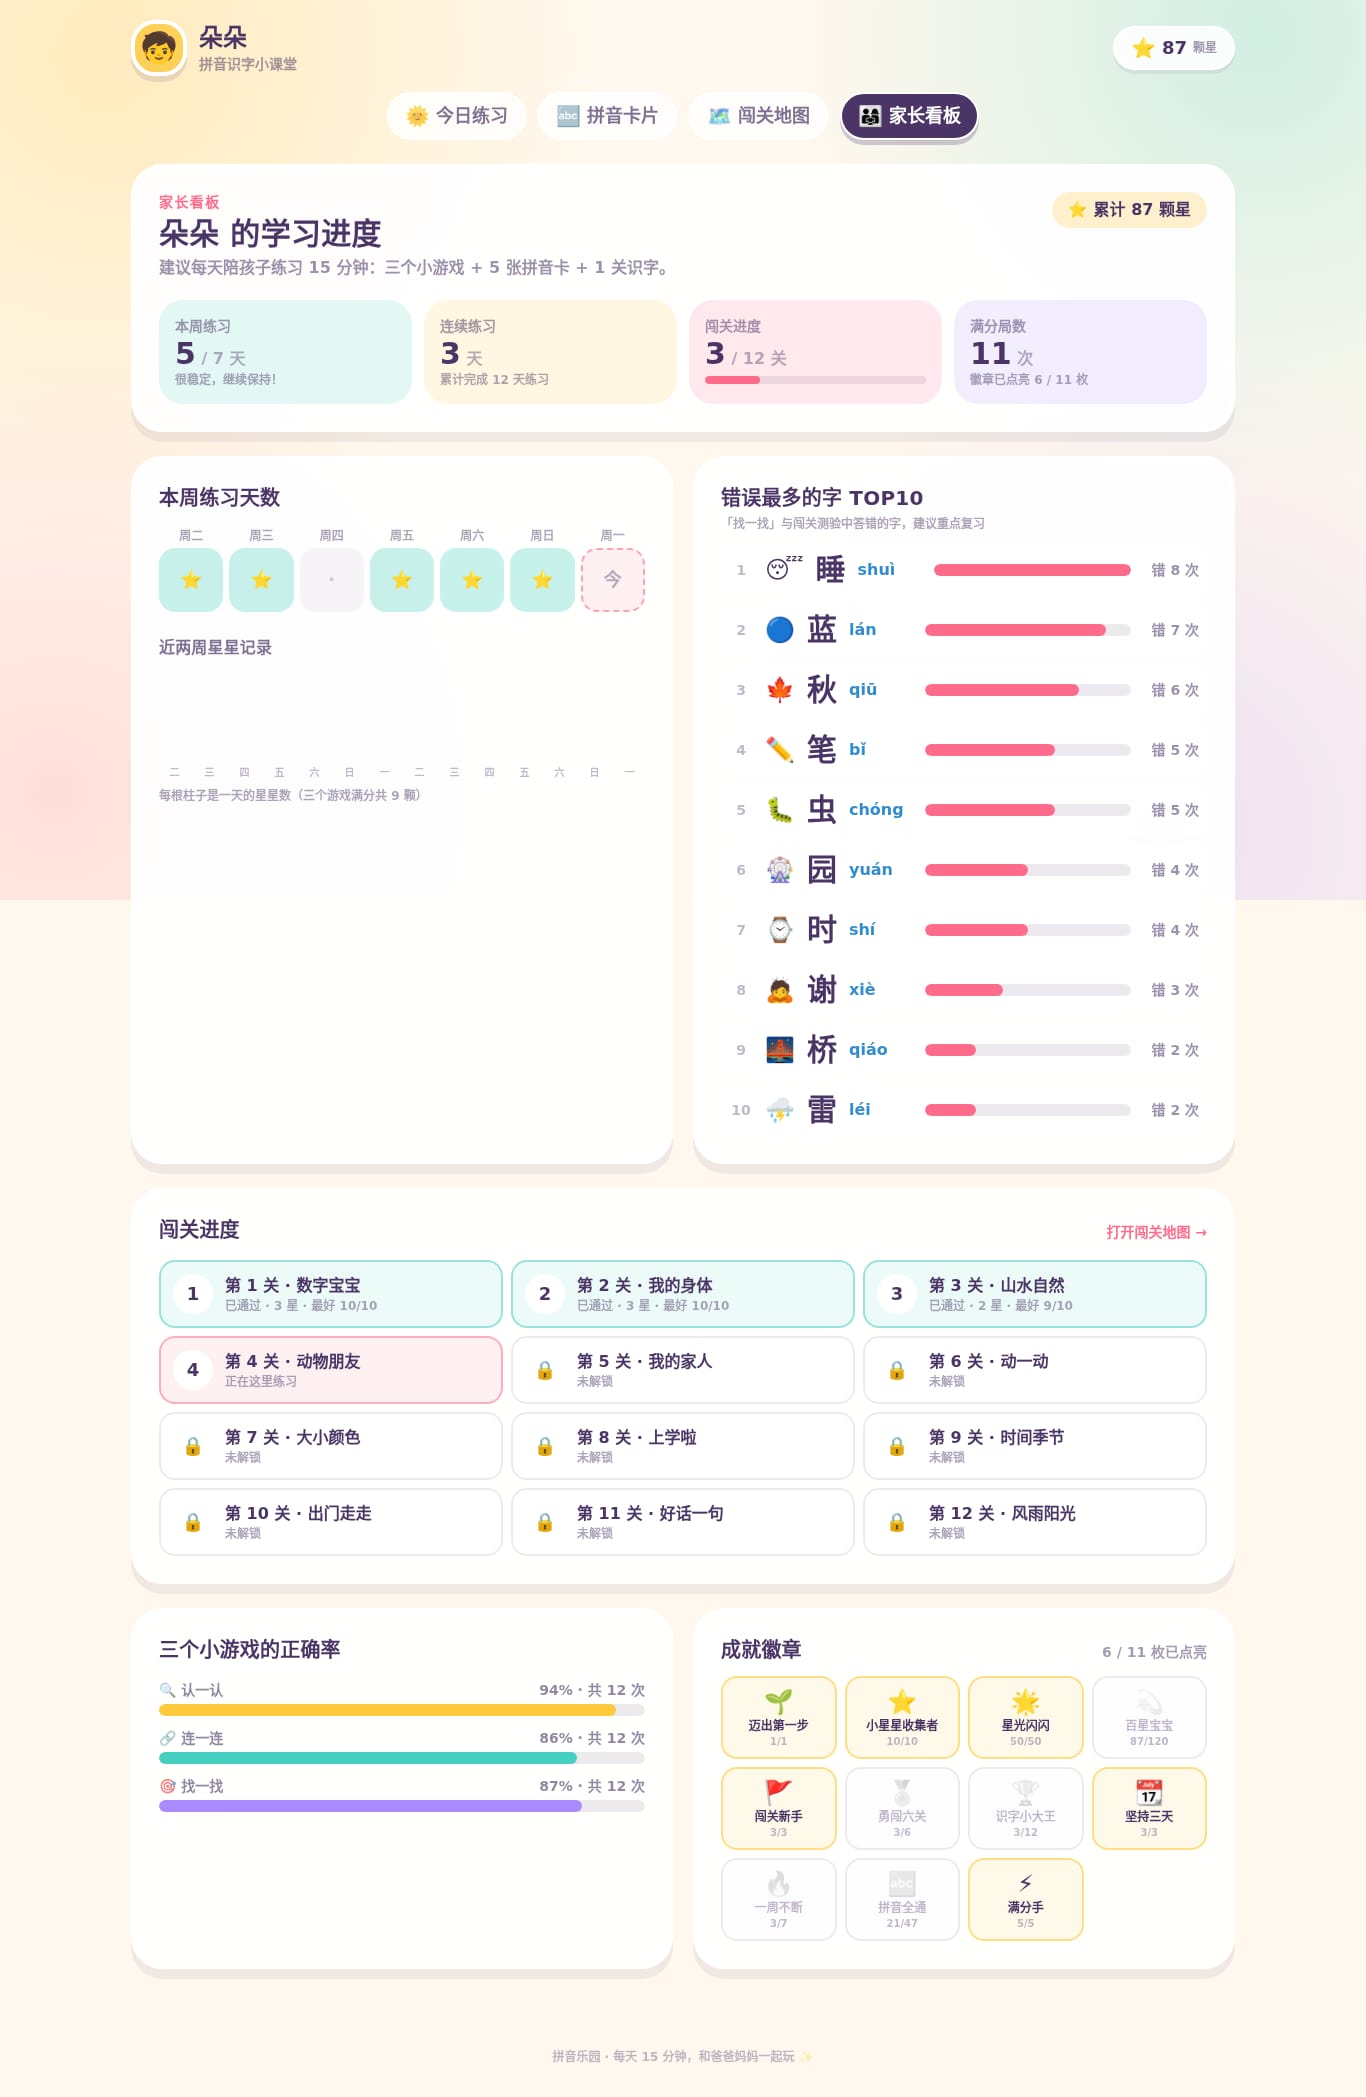 朵朵
拼音识字小课堂
87 颗星
今日练习
拼音卡片
闯关地图
家长看板
家长看板
朵朵 的学习进度
建议每天陪孩子练习 15 分钟：三个小游戏 + 5 张拼音卡 + 1 关识字。
累计 87 颗星
本周练习
5 / 7 天
很稳定，继续保持！
连续练习
3 天
累计完成 12 天练习
闯关进度
3 / 12 关
满分局数
11 次
徽章已点亮 6 / 11 枚
本周练习天数
周二 周三 周四 周五 周六 周日 周一
· 今
近两周星星记录
二 三 四 五 六 日 一 二 三 四 五 六 日 一
每根柱子是一天的星星数（三个游戏满分共 9 颗）
错误最多的字 TOP10
「找一找」与闯关测验中答错的字，建议重点复习
1 睡 shuì 错 8 次
2 蓝 lán 错 7 次
3 秋 qiū 错 6 次
4 笔 bǐ 错 5 次
5 虫 chóng 错 5 次
6 园 yuán 错 4 次
7 时 shí 错 4 次
8 谢 xiè 错 3 次
9 桥 qiáo 错 2 次
10 雷 léi 错 2 次
闯关进度
打开闯关地图 →
1 第 1 关 · 数字宝宝
已通过 · 3 星 · 最好 10/10
2 第 2 关 · 我的身体
已通过 · 3 星 · 最好 10/10
3 第 3 关 · 山水自然
已通过 · 2 星 · 最好 9/10
4 第 4 关 · 动物朋友
正在这里练习
第 5 关 · 我的家人
未解锁
第 6 关 · 动一动
未解锁
第 7 关 · 大小颜色
未解锁
第 8 关 · 上学啦
未解锁
第 9 关 · 时间季节
未解锁
第 10 关 · 出门走走
未解锁
第 11 关 · 好话一句
未解锁
第 12 关 · 风雨阳光
未解锁
三个小游戏的正确率
认一认 94% · 共 12 次
连一连 86% · 共 12 次
找一找 87% · 共 12 次
成就徽章
6 / 11 枚已点亮
迈出第一步
1/1
小星星收集者
10/10
星光闪闪
50/50
百星宝宝
87/120
闯关新手
3/3
勇闯六关
3/6
识字小大王
3/12
坚持三天
3/3
一周不断
3/7
拼音全通
21/47
满分手
5/5
拼音乐园 · 每天 15 分钟，和爸爸妈妈一起玩 ✨